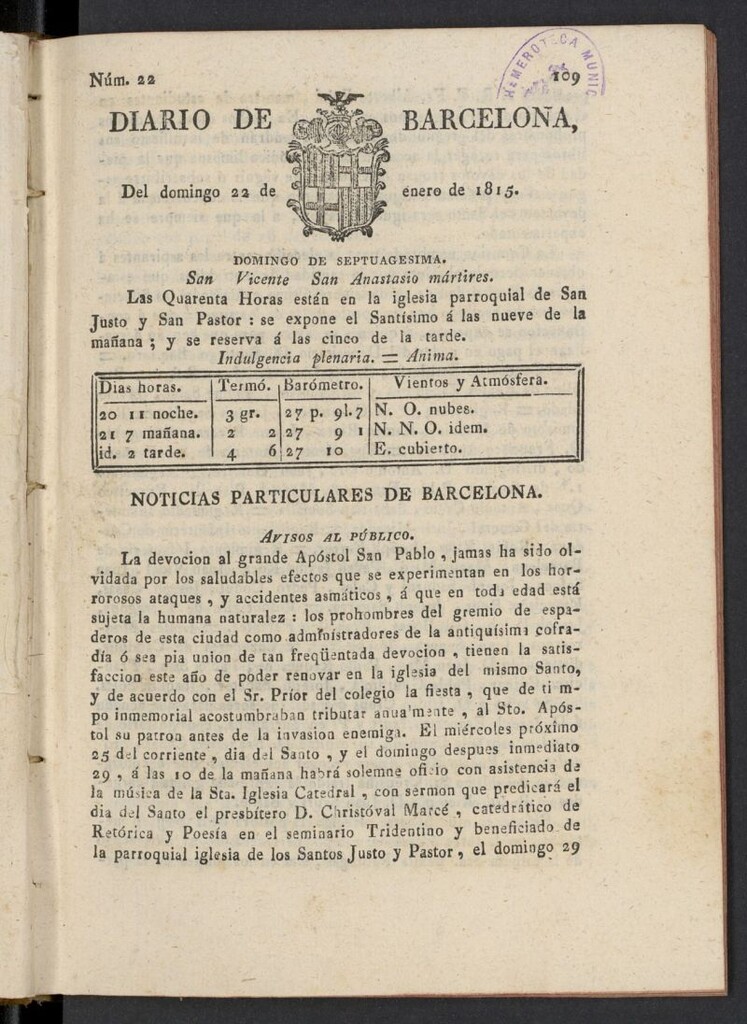 Núm. 22
109
HEMEROTECA MUNIC
DIARIO DE BARCELONA,
Del domingo 22 de enero de 1815.
DOMINGO DE SEPTUAGESIMA.
San Vicente San Anastasio mártires.
Las Quarenta Horas están en la iglesia parroquial de San
Justo y San Pastor : se expone el Santísimo á las nueve de la
mañana ; y se reserva á las cinco de la tarde.
Indulgencia plenaria. = Anima.
Dias horas. Termó. Barómetro. Vientos y Atmósfera.
20 11 noche. 3 gr. 27 p. 9l. 7 N. O. nubes.
21 7 mañana. 2 2 27 9 1 N. N. O. idem.
id. 2 tarde. 4 6 27 10 E. cubierto.
NOTICIAS PARTICULARES DE BARCELONA.
AVISOS AL PÚBLICO.
La devocion al grande Apóstol San Pablo , jamas ha sido ol-
vidada por los saludables efectos que se experimentan en los hor-
rorosos ataques , y accidentes asmáticos , á que en toda edad está
sujeta la humana naturalez : los prohombres del gremio de espa-
deros de esta ciudad como administradores de la antiquísima cofra-
día ó sea pia union de tan freqüentada devocion , tienen la satis-
faccion este año de poder renovar en la iglesia del mismo Santo,
y de acuerdo con el Sr. Príor del colegio la fiesta , que de ti m-
po inmemorial acostumbraban tributar anua'mente , al Sto. Após-
tol su patron antes de la invasion enemiga. El miércoles próximo
25 del corriente , dia del Santo , y el domingo despues inmediato
29 , á las 10 de la mañana habrá solemne oficio con asistencia de
la música de la Sta. Iglesia Catedral , con sermon que predicará el
dia del Santo el presbítero D. Christóval Marcé , catedrático de
Retórica y Poesía en el seminario Tridentino y beneficiado de
la parroquial iglesia de los Santos Justo y Pastor , el domingo 29